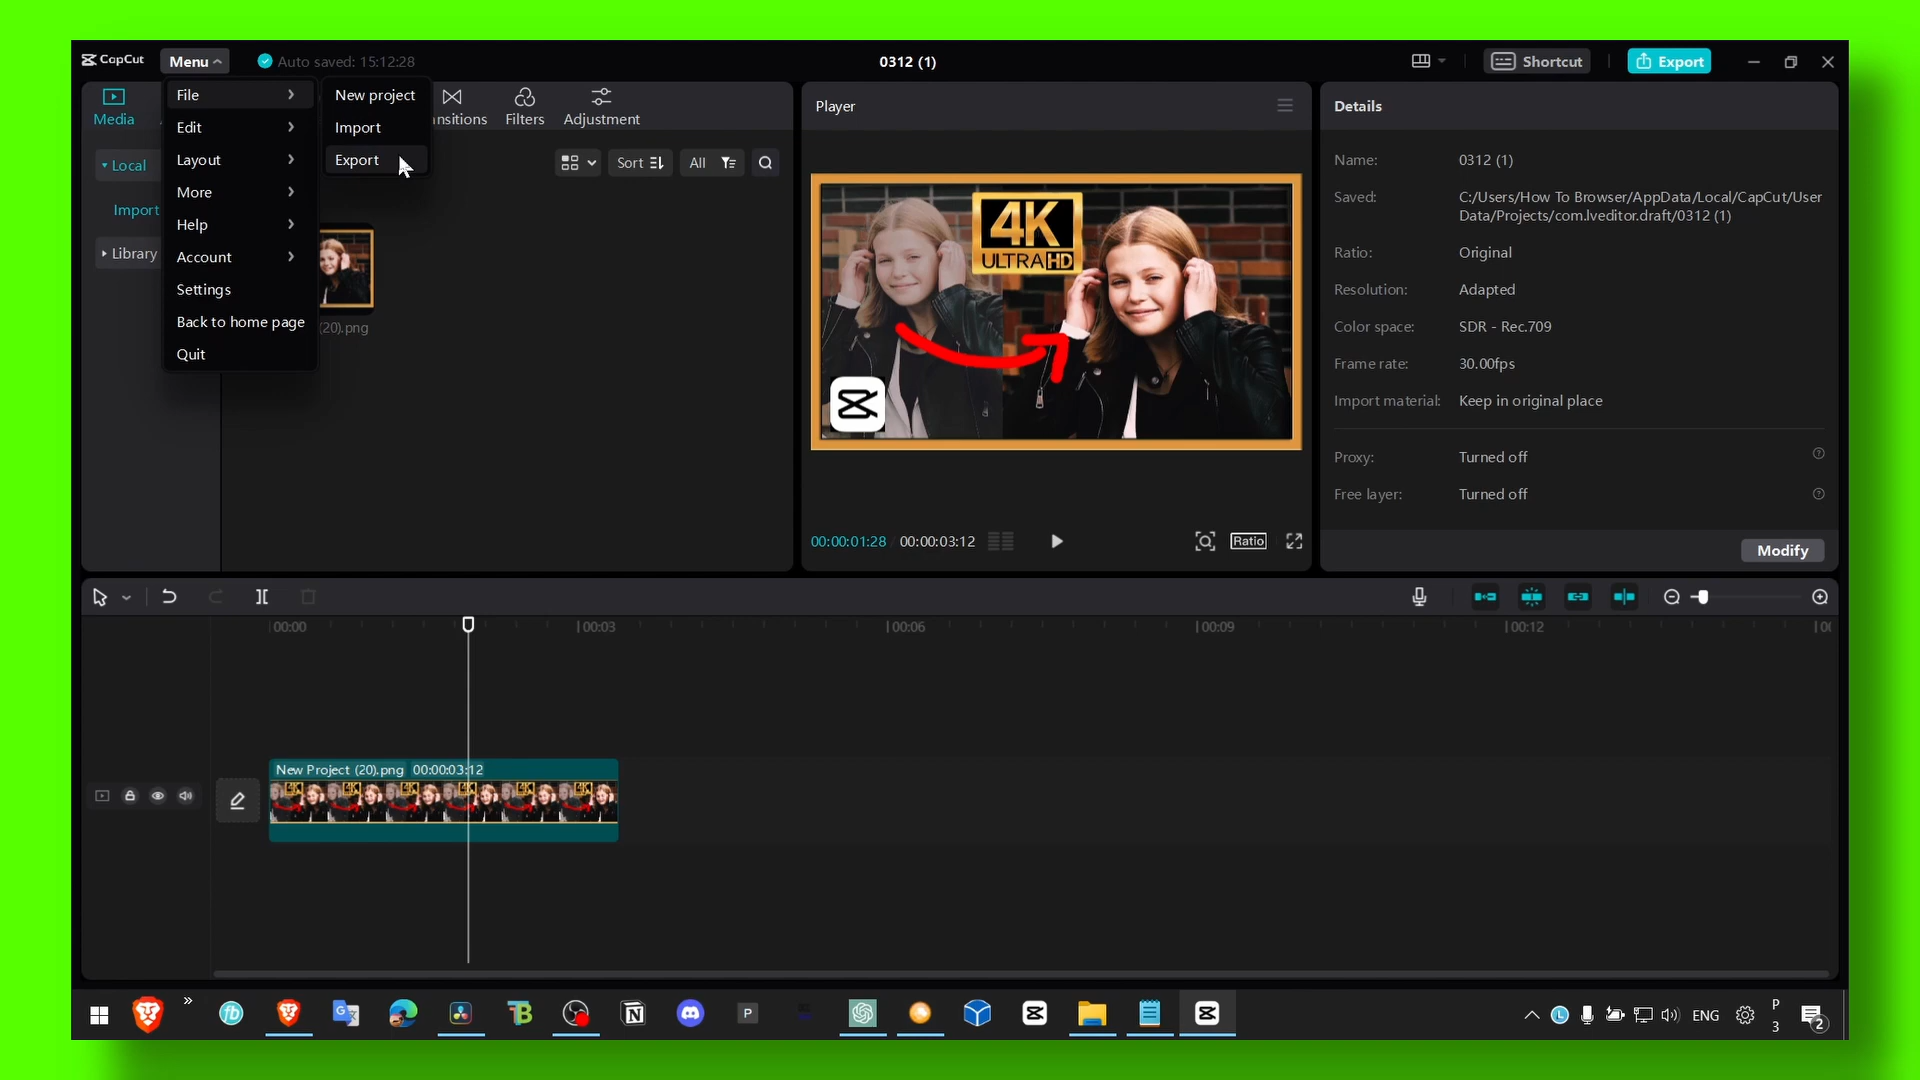 CapCut
Menu
Auto saved: 15:12:28
0312 (1)
Shortcut
Export
File
Edit
Layout
More
Help
Account
Settings
Back to home page
Quit
New project
Import
Export
Media
nsitions
Filters
Adjustment
Local
Import
Library
Sort
All
(20).png
Player
4K
ULTRA HD
00:00:01:28
00:00:03:12
Ratio
Details
Name: 0312 (1)
Saved: C:/Users/How To Browser/AppData/Local/CapCut/User
Data/Projects/com.lveditor.draft/0312 (1)
Ratio: Original
Resolution: Adapted
Color space: SDR - Rec.709
Frame rate: 30.00fps
Import material: Keep in original place
Proxy: Turned off
Free layer: Turned off
Modify
00:00 00:03 00:06 00:09 00:12
New Project (20).png 00:00:03:12
ENG
P
3
2